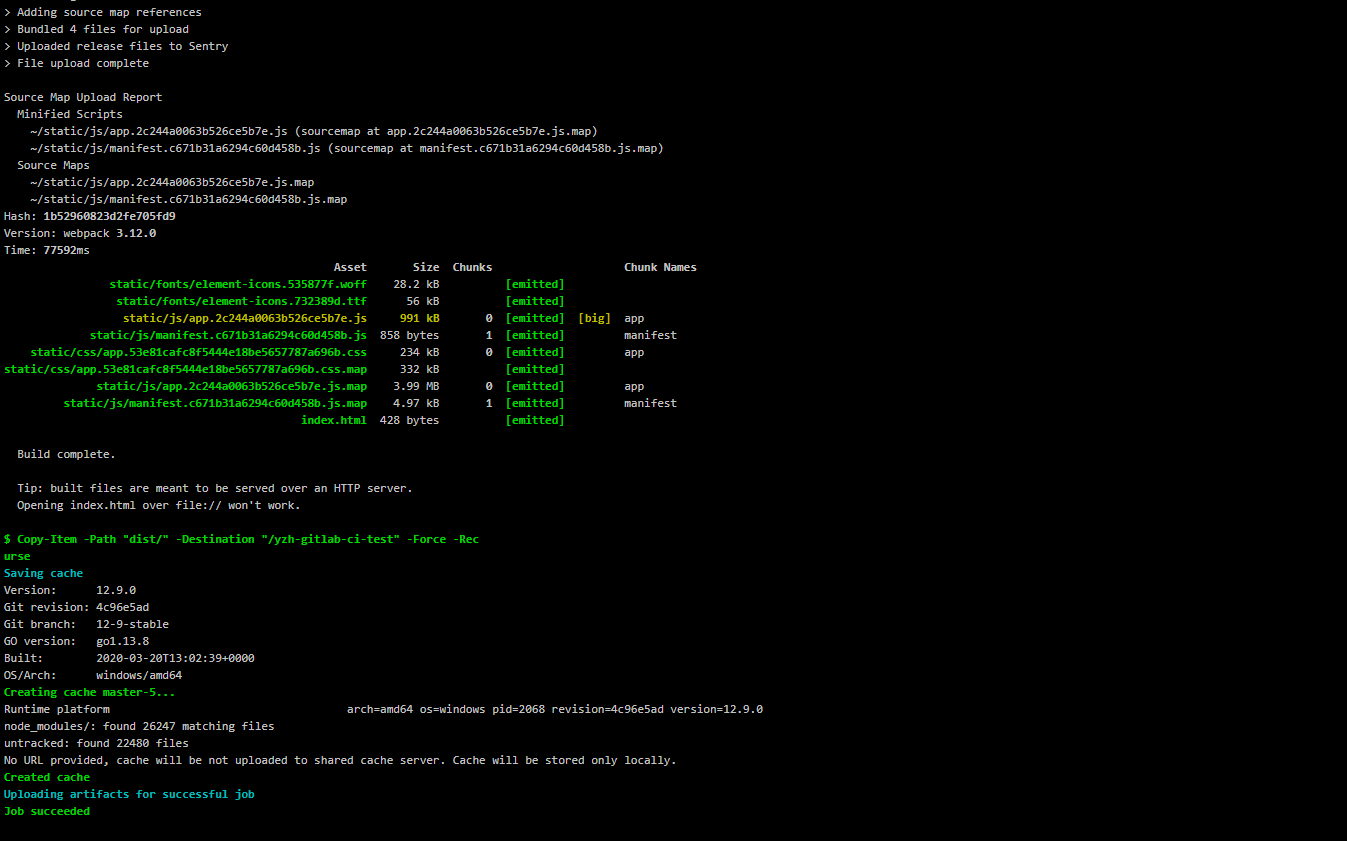 > Adding source map references
> Bundled 4 files for upload
> Uploaded release files to Sentry
> File upload complete
Source Map Upload Report
Minified Scripts
~/static/js/app.2c244a0063b526ce5b7e.js (sourcemap at app.2c244a0063b526ce5b7e.js.map)
~/static/js/manifest.c671b31a6294c60d458b.js (sourcemap at manifest.c671b31a6294c60d458b.js.map)
Source Maps
~/static/js/app.2c244a0063b526ce5b7e.js.map
~/static/js/manifest.c671b31a6294c60d458b.js.map
Hash: 1b52960823d2fe705fd9
Version: webpack 3.12.0
Time: 77592ms
Asset Size Chunks Chunk Names
static/fonts/element-icons.535877f.woff 28.2 kB [emitted]
static/fonts/element-icons.732389d.ttf 56 kB [emitted]
static/js/app.2c244a0063b526ce5b7e.js 991 kB 0 [emitted] [big] app
static/js/manifest.c671b31a6294c60d458b.js 858 bytes 1 [emitted] manifest
static/css/app.53e81cafc8f5444e18be5657787a696b.css 234 kB 0 [emitted] app
static/css/app.53e81cafc8f5444e18be5657787a696b.css.map 332 kB [emitted]
static/js/app.2c244a0063b526ce5b7e.js.map 3.99 MB 0 [emitted] app
static/js/manifest.c671b31a6294c60d458b.js.map 4.97 kB 1 [emitted] manifest
index.html 428 bytes [emitted]
Build complete.
Tip: built files are meant to be served over an HTTP server.
Opening index.html over file:// won't work.
$ Copy-Item -Path "dist/" -Destination "/yzh-gitlab-ci-test" -Force -Rec
urse
Saving cache
Version: 12.9.0
Git revision: 4c96e5ad
Git branch: 12-9-stable
GO version: go1.13.8
Built: 2020-03-20T13:02:39+0000
OS/Arch: windows/amd64
Creating cache master-5...
Runtime platform arch=amd64 os=windows pid=2068 revision=4c96e5ad version=12.9.0
node_modules/: found 26247 matching files
untracked: found 22480 files
No URL provided, cache will be not uploaded to shared cache server. Cache will be stored only locally.
Created cache
Uploading artifacts for successful job
Job succeeded